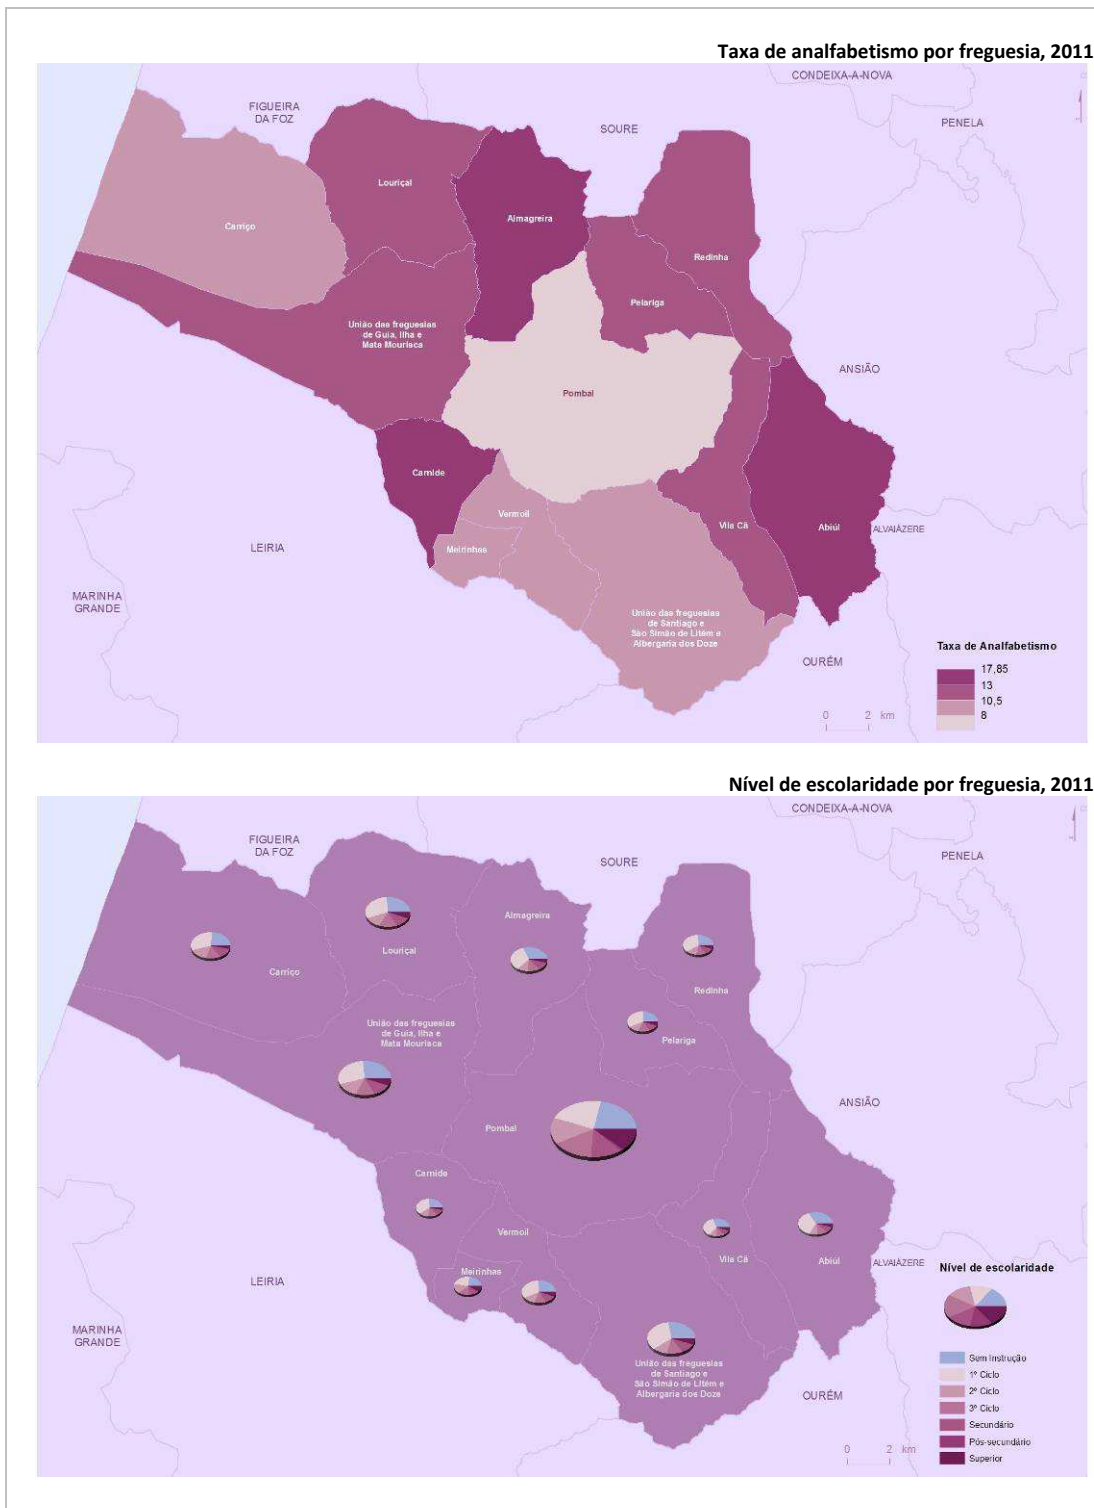 Taxa de analfabetismo por freguesia, 2011
CONDEIXA-A-NOVA
FIGUEIRA
DA FOZ
SOURE
PENELA
Louriçal
Almagreira
Carriço
Redinha
Pelariga
União das freguesias
de Guia, Ilha e
Mata Mourisca
ANSIÃO
Pombal
Carnide
Vermoil
Vila Cã
Abiúl
ALVAIÁZERE
LEIRIA
Meirinhas
MARINHA
GRANDE
União das freguesias
de Santiago e
São Simão de Litém e
Albergaria dos Doze
OURÉM
Taxa de Analfabetismo
17,85
13
10,5
8
0 2 km
Nível de escolaridade por freguesia, 2011
CONDEIXA-A-NOVA
FIGUEIRA
DA FOZ
SOURE
PENELA
Almagreira
Louriçal
Carriço
Redinha
União das freguesias
de Guia, Ilha e
Mata Mourisca
Pelariga
ANSIÃO
Pombal
Carnide
Vermoil
Vila Cã
Abiúl
ALVAIÁZERE
LEIRIA
Meirinhas
MARINHA
GRANDE
União das freguesias
de Santiago e
São Simão de Litém e
Albergaria dos Doze
OURÉM
Nível de escolaridade
Sem Instrução
1º Ciclo
2º Ciclo
3º Ciclo
Secundário
Pós-secundário
Superior
0 2 km